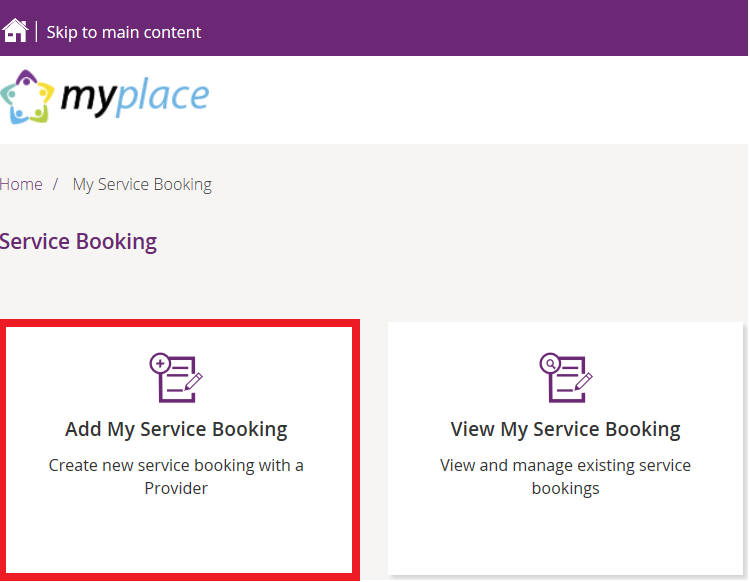 Skip to main content
myplace
Home / My Service Booking
Service Booking
Add My Service Booking
Create new service booking with a
Provider
View My Service Booking
View and manage existing service
bookings